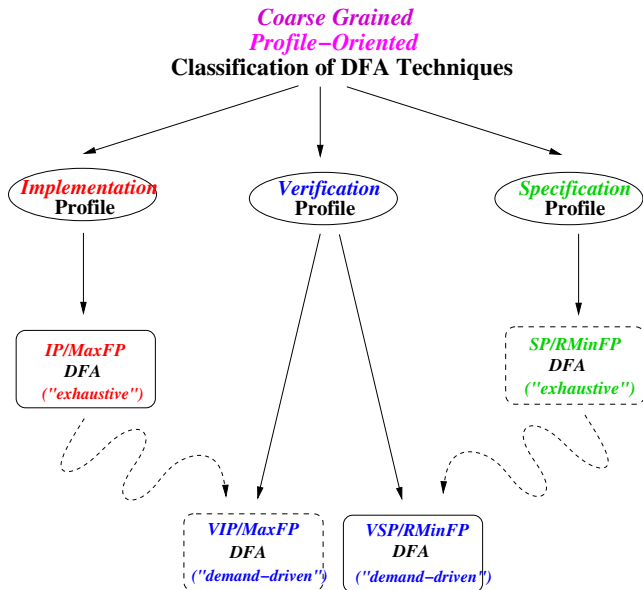 Coarse Grained
Profile−Oriented
Classification of DFA Techniques
Implementation
Profile
Verification
Profile
Specification
Profile
IP/MaxFP
DFA
("exhaustive")
SP/RMinFP
DFA
("exhaustive")
VIP/MaxFP
DFA
("demand−driven")
VSP/RMinFP
DFA
("demand−driven")